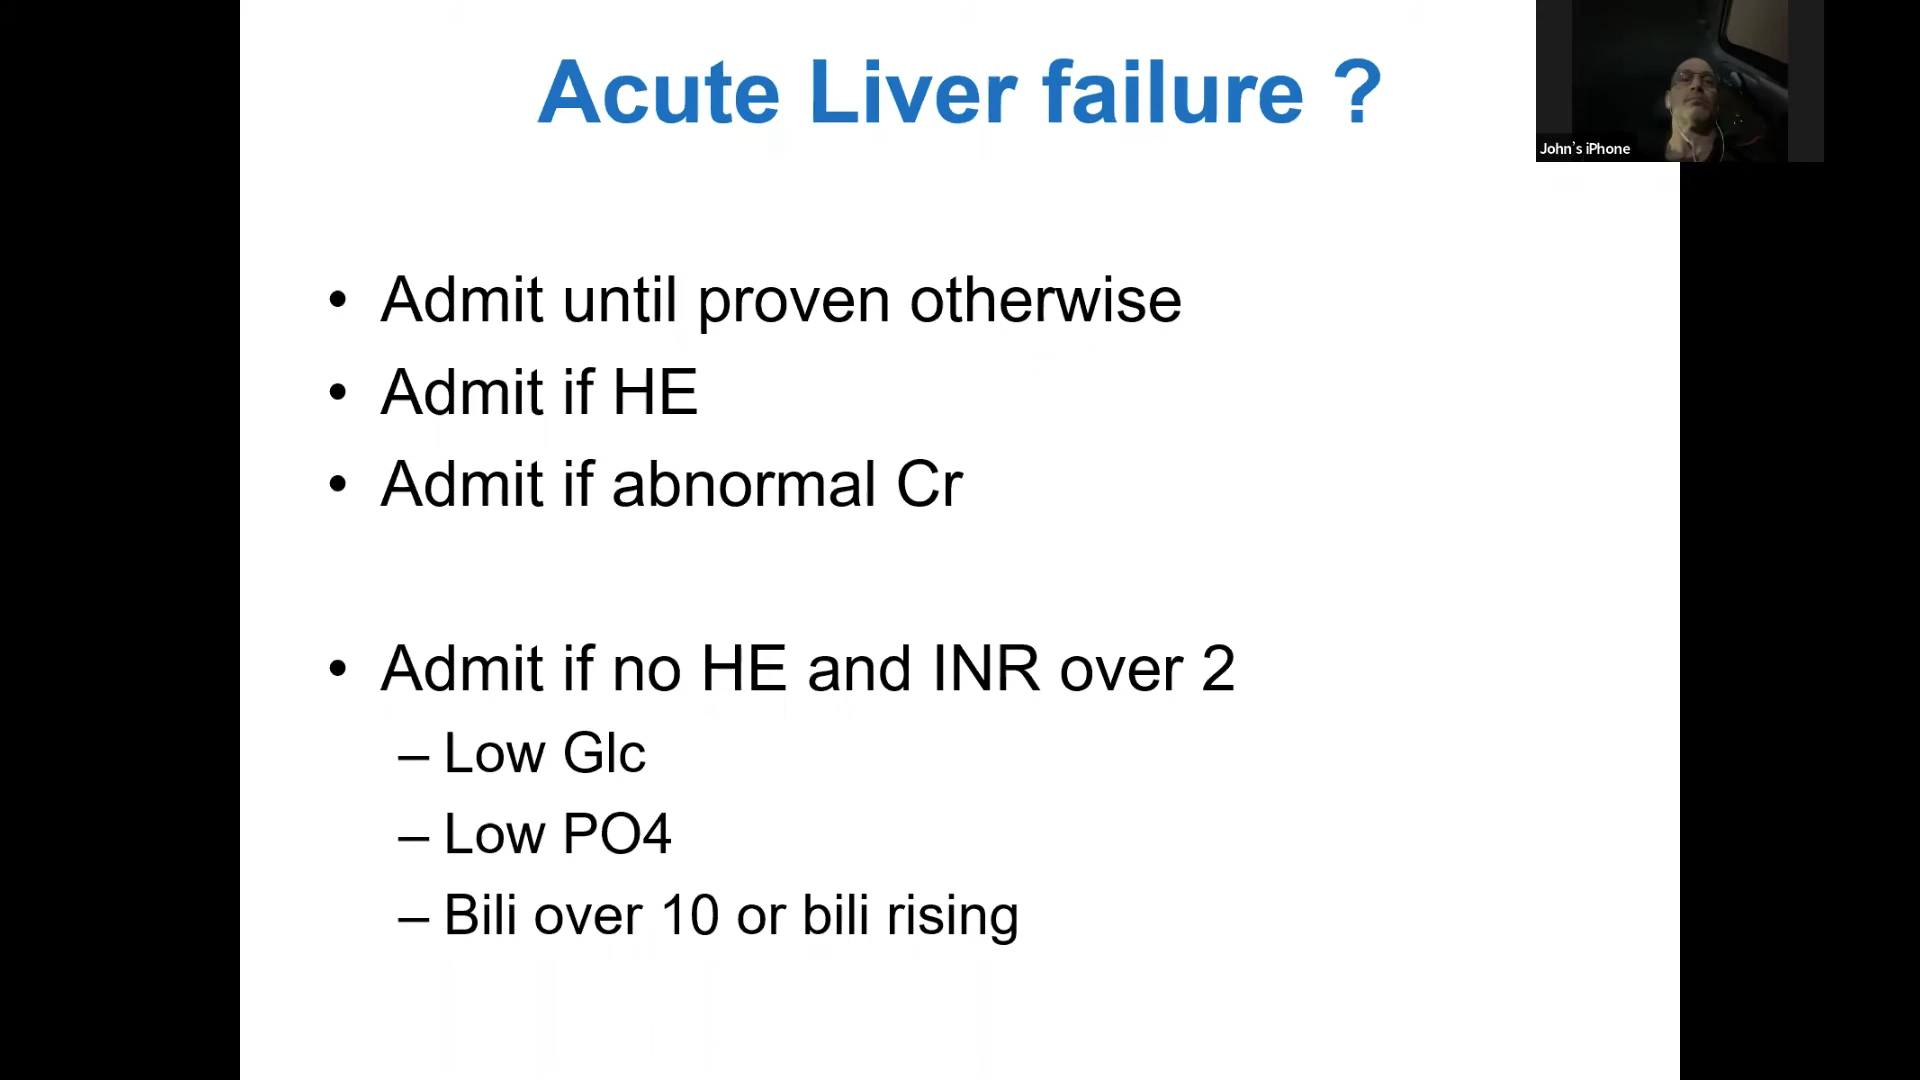 Acute Liver failure ?
John's iPhone
• Admit until proven otherwise
• Admit if HE
• Admit if abnormal Cr
• Admit if no HE and INR over 2
– Low Glc
– Low PO4
– Bili over 10 or bili rising